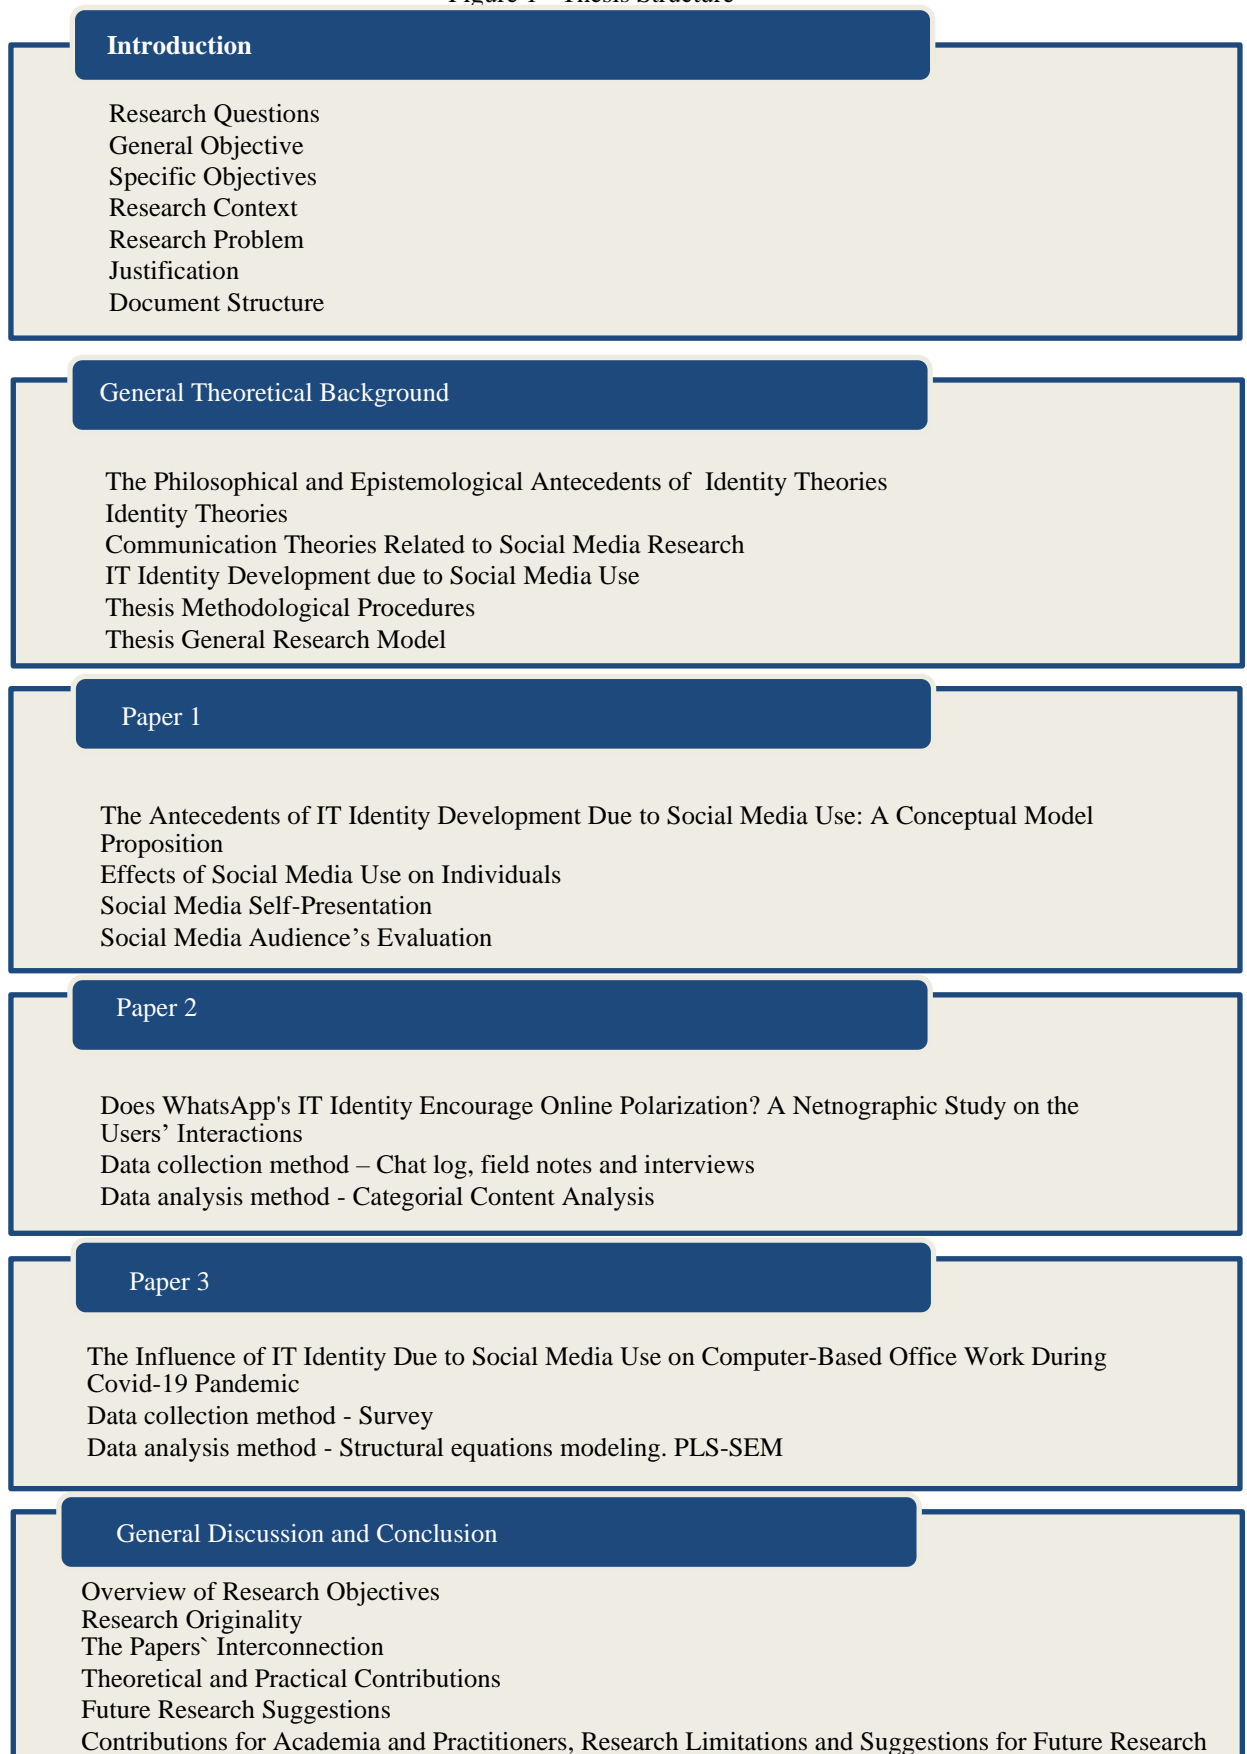 Figure 1 - Thesis Structure
Introduction
Research Questions
General Objective
Specific Objectives
Research Context
Research Problem
Justification
Document Structure
General Theoretical Background
The Philosophical and Epistemological Antecedents of  Identity Theories
Identity Theories
Communication Theories Related to Social Media Research
IT Identity Development due to Social Media Use
Thesis Methodological Procedures
Thesis General Research Model
Paper 1
The Antecedents of IT Identity Development Due to Social Media Use: A Conceptual Model
Proposition
Effects of Social Media Use on Individuals
Social Media Self-Presentation
Social Media Audience’s Evaluation
Paper 2
Does WhatsApp's IT Identity Encourage Online Polarization? A Netnographic Study on the
Users’ Interactions
Data collection method – Chat log, field notes and interviews
Data analysis method - Categorial Content Analysis
Paper 3
The Influence of IT Identity Due to Social Media Use on Computer-Based Office Work During
Covid-19 Pandemic
Data collection method - Survey
Data analysis method - Structural equations modeling. PLS-SEM
General Discussion and Conclusion
Overview of Research Objectives
Research Originality
The Papers` Interconnection
Theoretical and Practical Contributions
Future Research Suggestions
Contributions for Academia and Practitioners, Research Limitations and Suggestions for Future Research